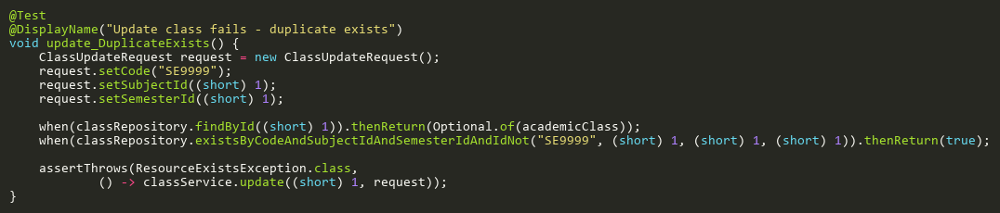 @Test
@DisplayName("Update class fails - duplicate exists")
void update_DuplicateExists() {
    ClassUpdateRequest request = new ClassUpdateRequest();
    request.setCode("SE9999");
    request.setSubjectId((short) 1);
    request.setSemesterId((short) 1);

    when(classRepository.findById((short) 1)).thenReturn(Optional.of(academicClass));
    when(classRepository.existsByCodeAndSubjectIdAndSemesterIdAndIdNot("SE9999", (short) 1, (short) 1, (short) 1)).thenReturn(true);

    assertThrows(ResourceExistsException.class,
            () -> classService.update((short) 1, request));
}